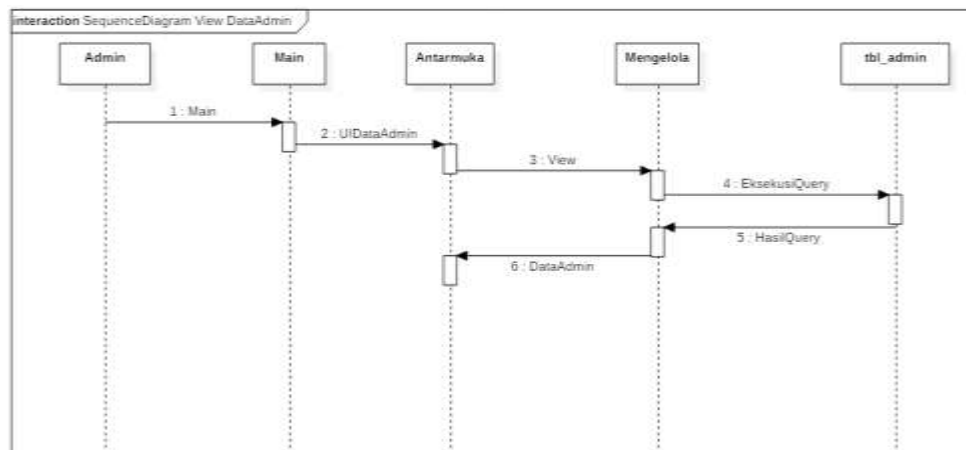 interaction SequenceDiagram View DataAdmin
Admin
Main
Antarmuka
Mengelola
tbl_admin
1 : Main
2 : UIDataAdmin
3 : View
4 : EksekusiQuery
5 : HasilQuery
6 : DataAdmin